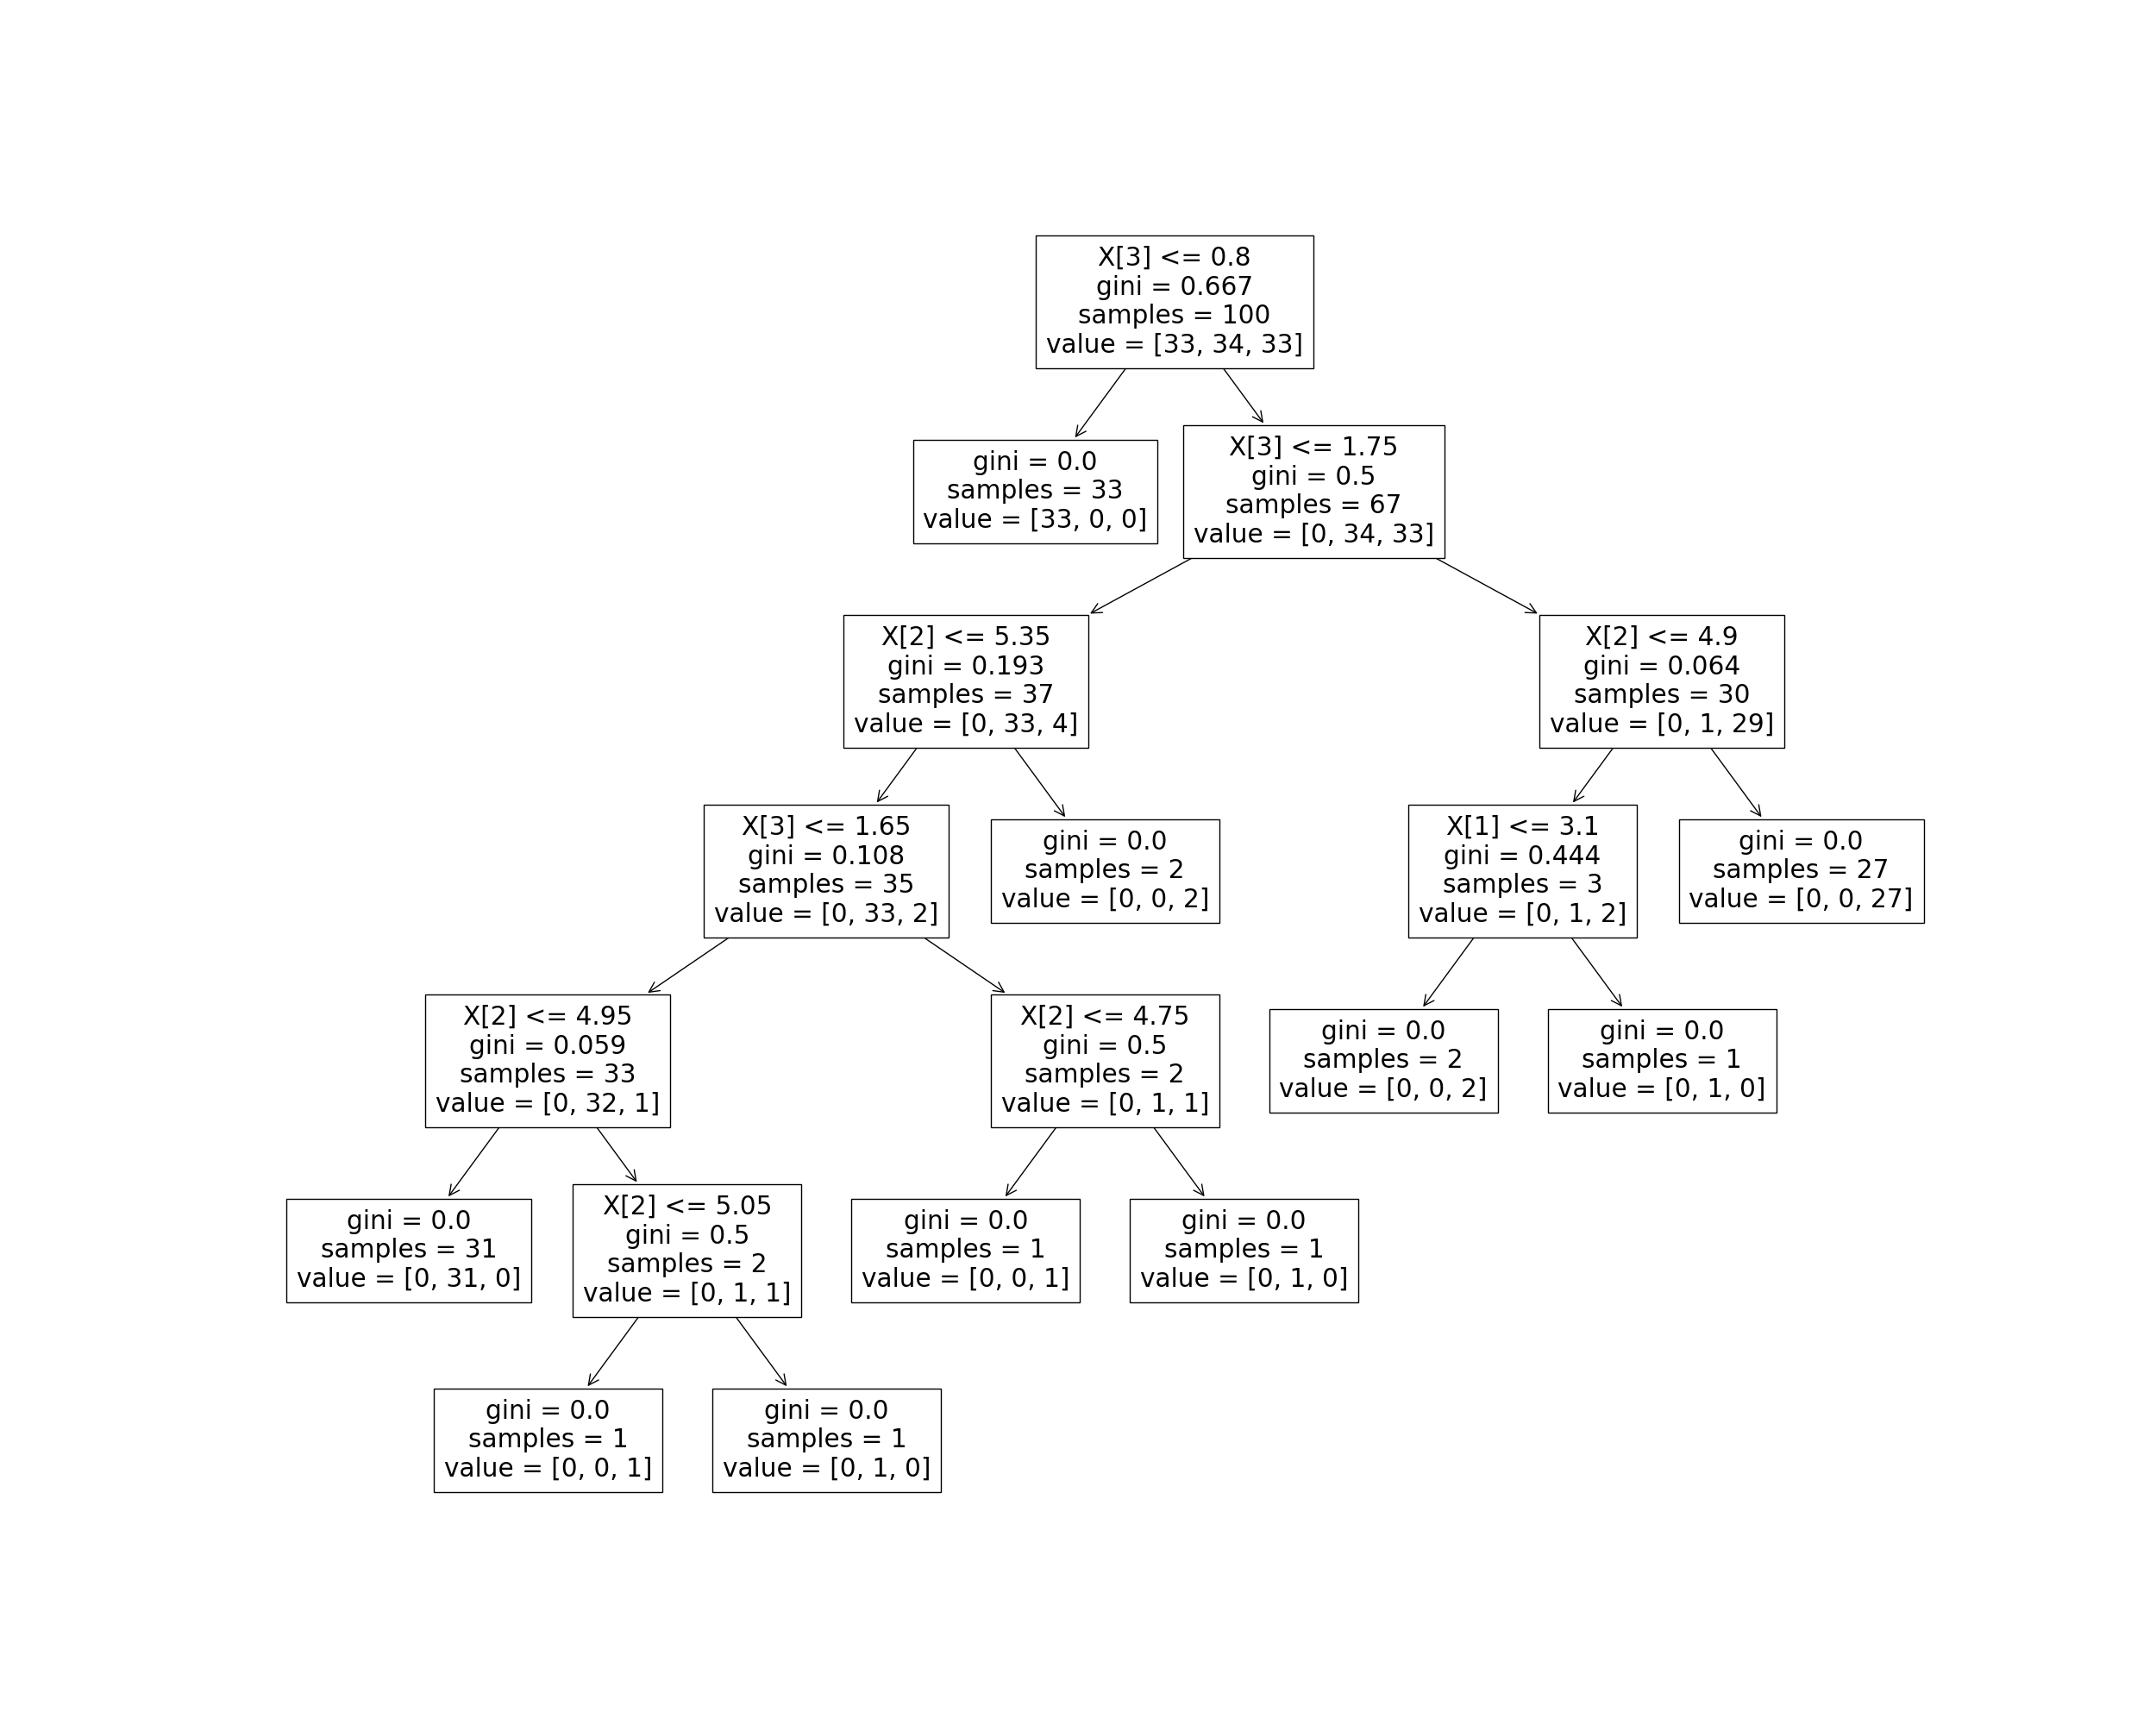 X[3] <= 0.8
gini = 0.667
samples = 100
value = [33, 34, 33]
gini = 0.0
samples = 33
value = [33, 0, 0]
X[3] <= 1.75
gini = 0.5
samples = 67
value = [0, 34, 33]
X[2] <= 5.35
gini = 0.193
samples = 37
value = [0, 33, 4]
X[2] <= 4.9
gini = 0.064
samples = 30
value = [0, 1, 29]
X[3] <= 1.65
gini = 0.108
samples = 35
value = [0, 33, 2]
gini = 0.0
samples = 2
value = [0, 0, 2]
X[1] <= 3.1
gini = 0.444
samples = 3
value = [0, 1, 2]
gini = 0.0
samples = 27
value = [0, 0, 27]
X[2] <= 4.95
gini = 0.059
samples = 33
value = [0, 32, 1]
X[2] <= 4.75
gini = 0.5
samples = 2
value = [0, 1, 1]
gini = 0.0
samples = 2
value = [0, 0, 2]
gini = 0.0
samples = 1
value = [0, 1, 0]
gini = 0.0
samples = 31
value = [0, 31, 0]
X[2] <= 5.05
gini = 0.5
samples = 2
value = [0, 1, 1]
gini = 0.0
samples = 1
value = [0, 0, 1]
gini = 0.0
samples = 1
value = [0, 1, 0]
gini = 0.0
samples = 1
value = [0, 0, 1]
gini = 0.0
samples = 1
value = [0, 1, 0]